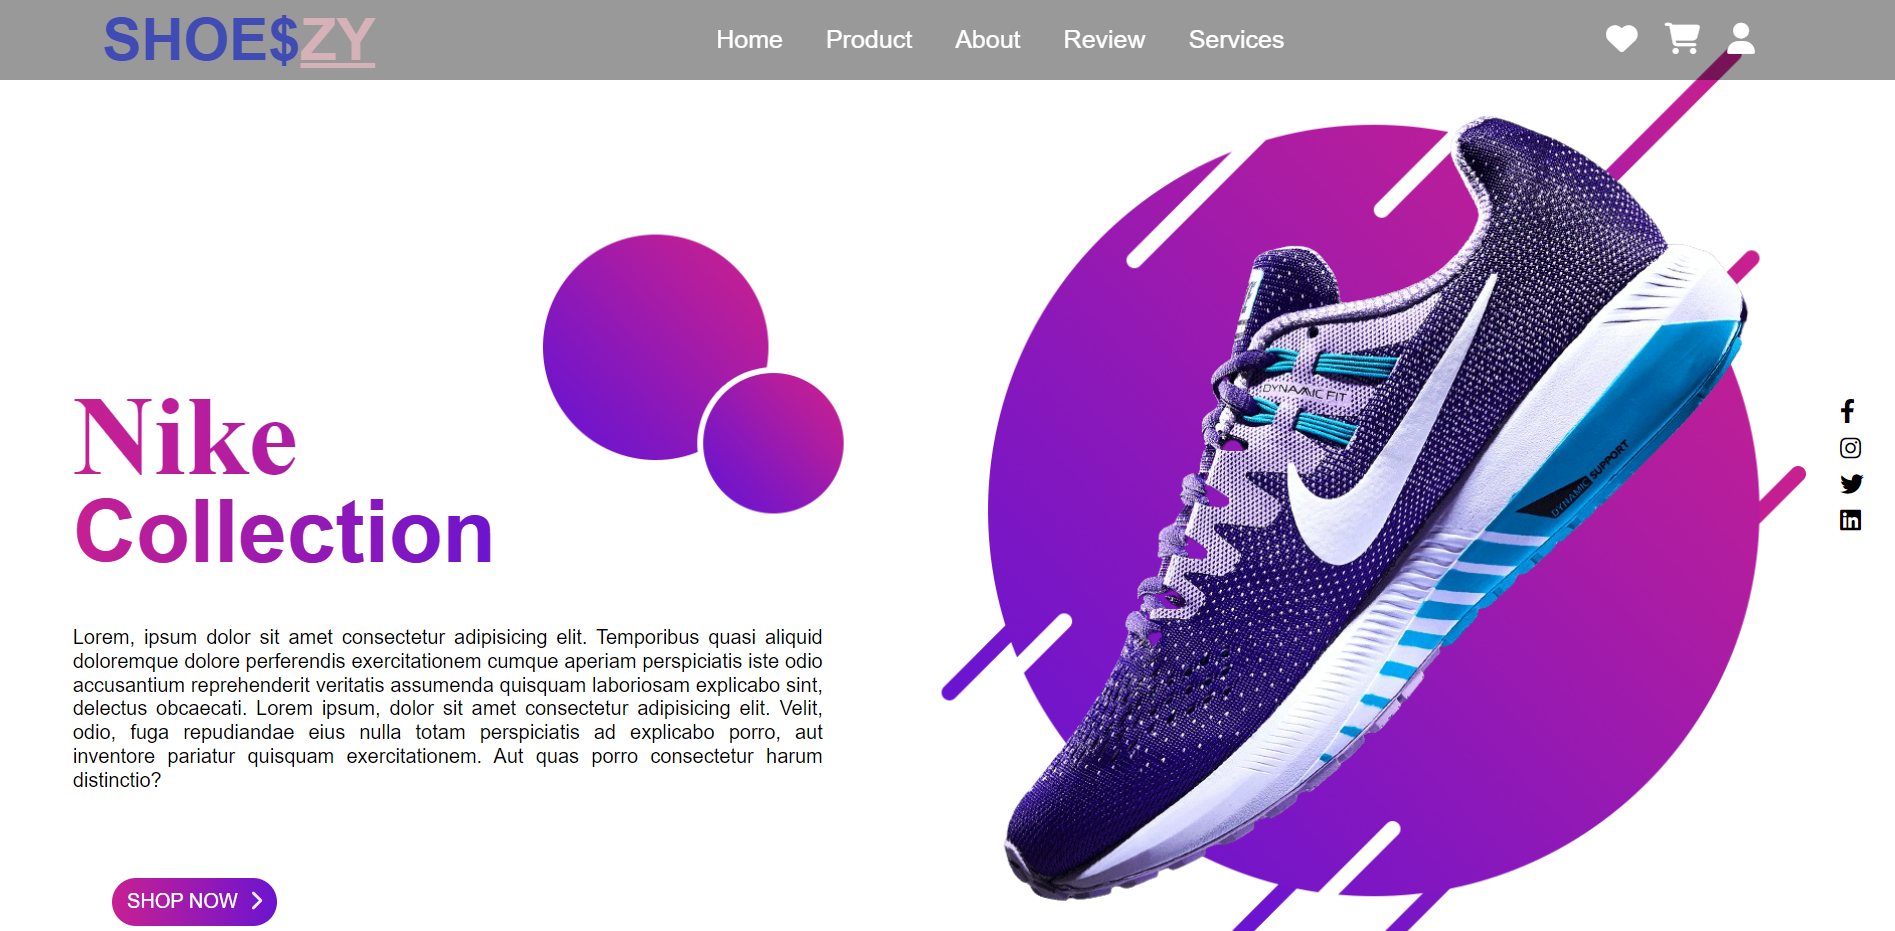 SHOE$ZY
Home Product About Review Services
Nike
Collection
DYNAMIC FIT
DYNAMIC SUPPORT
Lorem, ipsum dolor sit amet consectetur adipisicing elit. Temporibus quasi aliquid
doloremque dolore perferendis exercitationem cumque aperiam perspiciatis iste odio
accusantium reprehenderit veritatis assumenda quisquam laboriosam explicabo sint,
delectus obcaecati. Lorem ipsum, dolor sit amet consectetur adipisicing elit. Velit,
odio, fuga repudiandae eius nulla totam perspiciatis ad explicabo porro, aut
inventore pariatur quisquam exercitationem. Aut quas porro consectetur harum
distinctio?
SHOP NOW